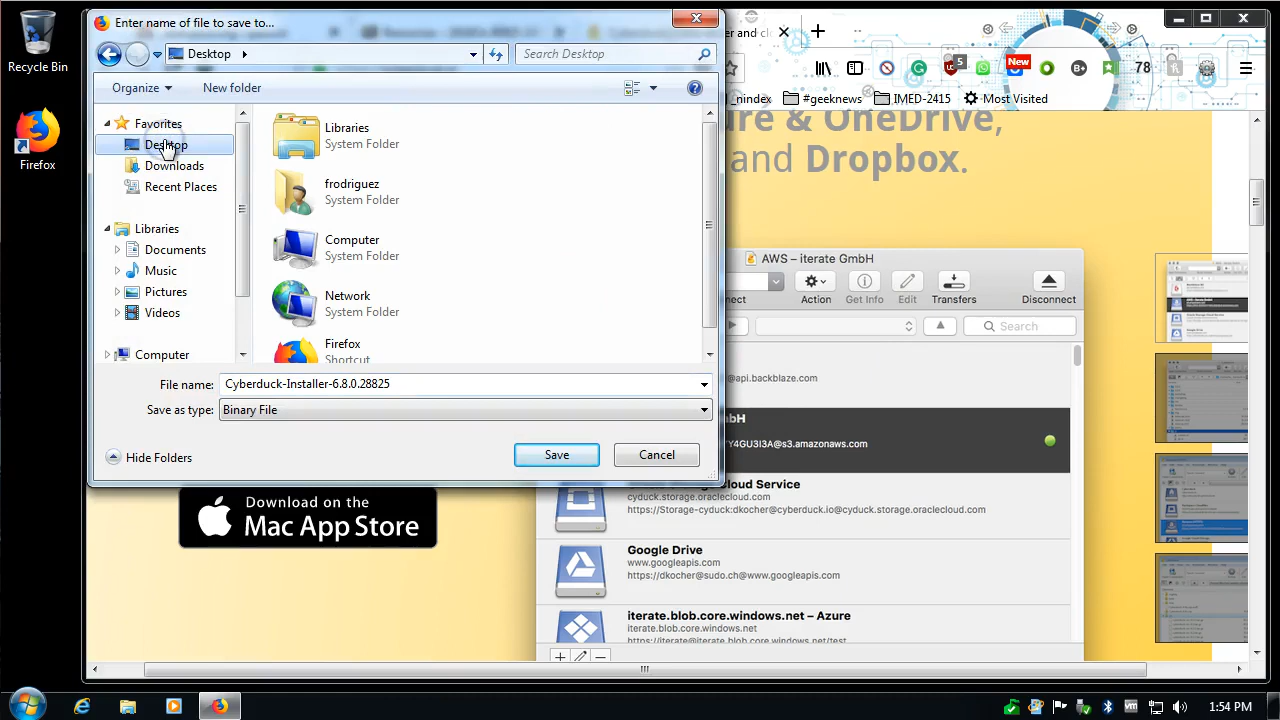 Recycle Bin
Firefox
Enter name of file to save to...
Desktop
Search Desktop
Organize
New folder
Favorites
Desktop
Downloads
Recent Places
Libraries
Documents
Music
Pictures
Videos
Computer
Libraries
System Folder
frodriguez
System Folder
Computer
System Folder
Network
System Folder
Firefox
Shortcut
File name:
Cyberduck-Installer-6.8.0.28825
Save as type:
Binary File
Hide Folders
Save
Cancel
er and cl
5
New
78
_nindex
#geeknews
IMED-2415
Most Visited
ure & OneDrive,
and Dropbox.
AWS – iterate GmbH
nect
Action
Get Info
Edit
Transfers
Disconnect
Search
@api.backblaze.com
bH
Y4GU3I3A@s3.amazonaws.com
Cloud Service
cyduck.storage.oraclecloud.com
https://Storage-cyduck:dkocher@cyberduck.io@cyduck.storage.oraclecloud.com
Google Drive
www.googleapis.com
https://dkocher@sudo.ch@www.googleapis.com
iterate.blob.core.windows.net – Azure
iterate.blob.core.windows.net
https://iterate@iterate.blob.core.windows.net/test
Download on the
Mac App Store
1:54 PM